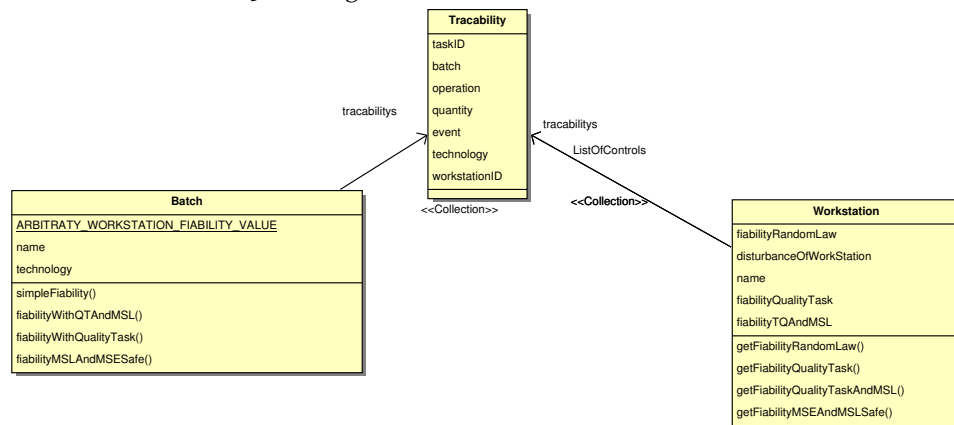 Tracability
taskID
batch
operation
quantity
event
technology
workstationID
tracabilitys
tracabilitys
ListOfControls
<<Collection>>
<<Collection>>
Batch
ARBITRATY_WORKSTATION_FIABILITY_VALUE
name
technology
simpleFiability()
fiabilityWithQTAndMSL()
fiabilityWithQualityTask()
fiabilityMSLAndMSESafe()
Workstation
fiabilityRandomLaw
disturbanceOfWorkStation
name
fiabilityQualityTask
fiabilityTQAndMSL
getFiabilityRandomLaw()
getFiabilityQualityTask()
getFiabilityQualityTaskAndMSL()
getFiabilityMSEAndMSLSafe()